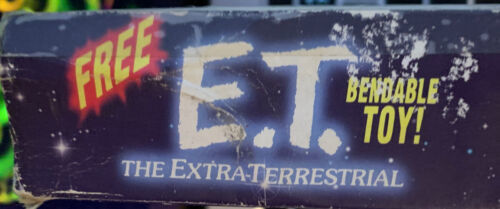 FREE
E.T.
BENDABLE
TOY!
THE EXTRA-TERRESTRIAL